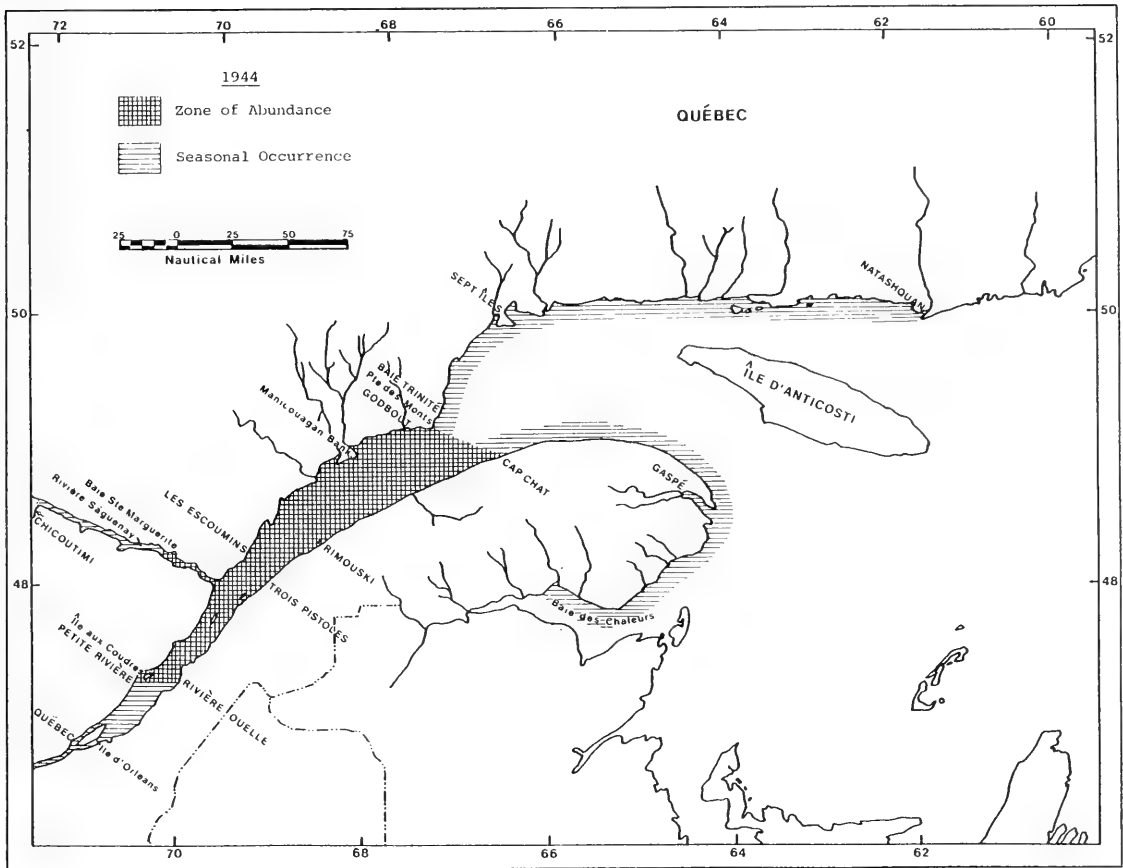 72 70 68 66 64 62 60
52 52
1944
Zone of Abundance
QUÉBEC
Seasonal Occurrence
25 0 25 50 75
Nautical Miles
SEPT ÎLES
NATASHQUAN
50 50
BAIE TRINITÉ
Pte des Monts
GODBOUT
Manicouagan Bank
ÎLE D'ANTICOSTI
CAP CHAT
GASPÉ
LES ESCOUMINS
Baie Ste Marguerite
Rivière Saguenay
CHICOUTIMI
RIMOUSKI
48 48
TROIS PISTOLES
Baie des Chaleurs
Île aux Coudres
PETITE RIVIÈRE
RIVIÈRE OUELLE
QUÉBEC
Ile d'Orleans
70 68 66 64 62